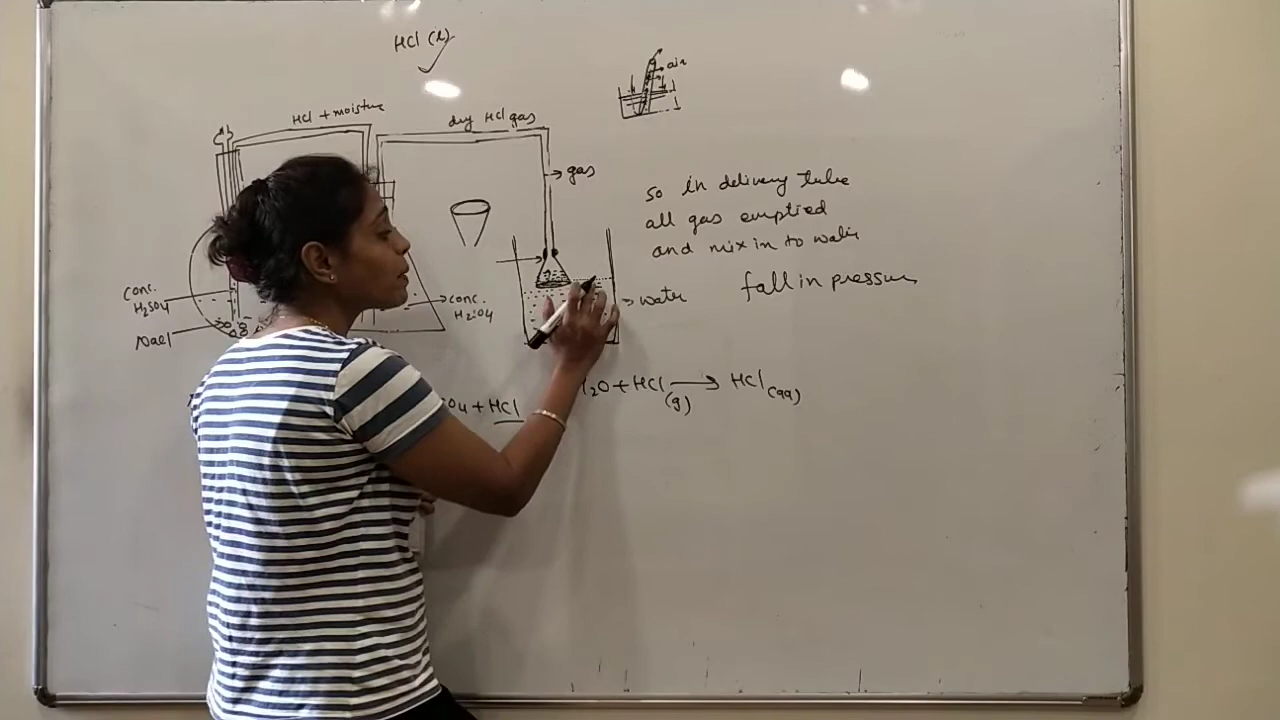 HCl (l)
air
HCl + moisture
dry HCl gas
gas
so in delivery tube
all gas emptied
and mix in to water
fall in pressure
Conc.
H2SO4
NaCl
conc.
H2SO4
water
O4 + HCl
H2O + HCl (g) → HCl (aq)